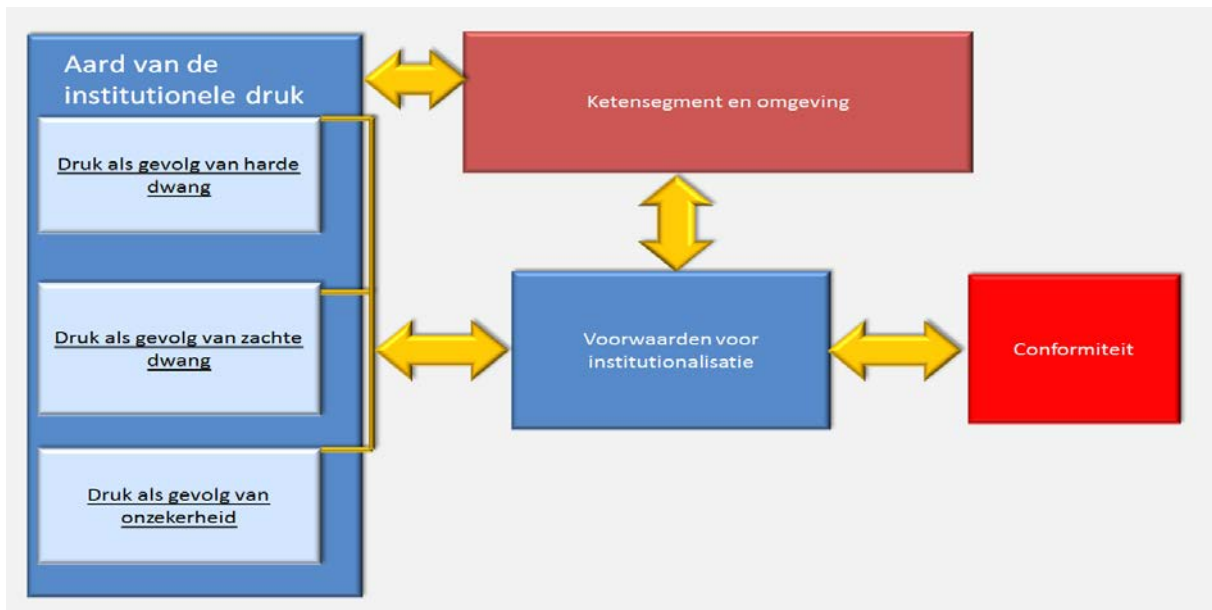 Aard van de
institutionele druk
Druk als gevolg van harde
dwang
Druk als gevolg van zachte
dwang
Druk als gevolg van
onzekerheid
Ketensegment en omgeving
Voorwaarden voor
institutionalisatie
Conformiteit